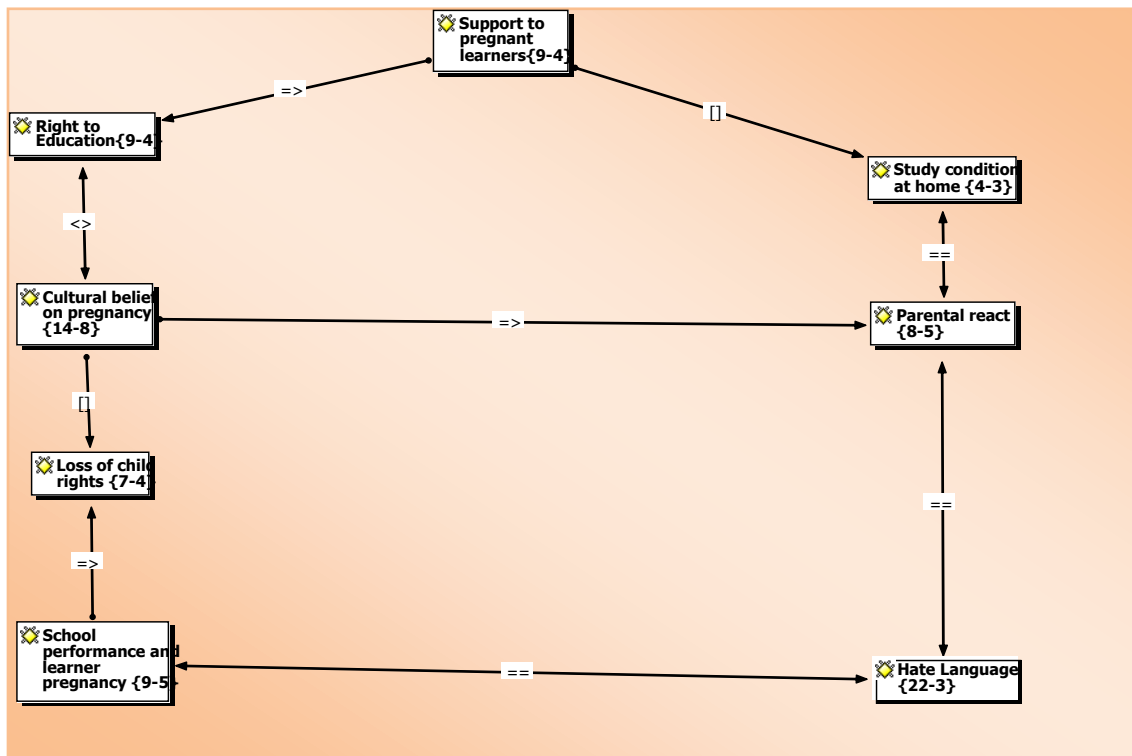 Support to
pregnant
learners{9-4}
=>
[]
Right to
Education{9-4}
Study condition
at home {4-3}
<>
==
Cultural belief
on pregnancy
{14-8}
=>
Parental react
{8-5}
[]
Loss of child
rights {7-4}
==
=>
School
performance and
learner
pregnancy {9-5}
==
Hate Language
{22-3}